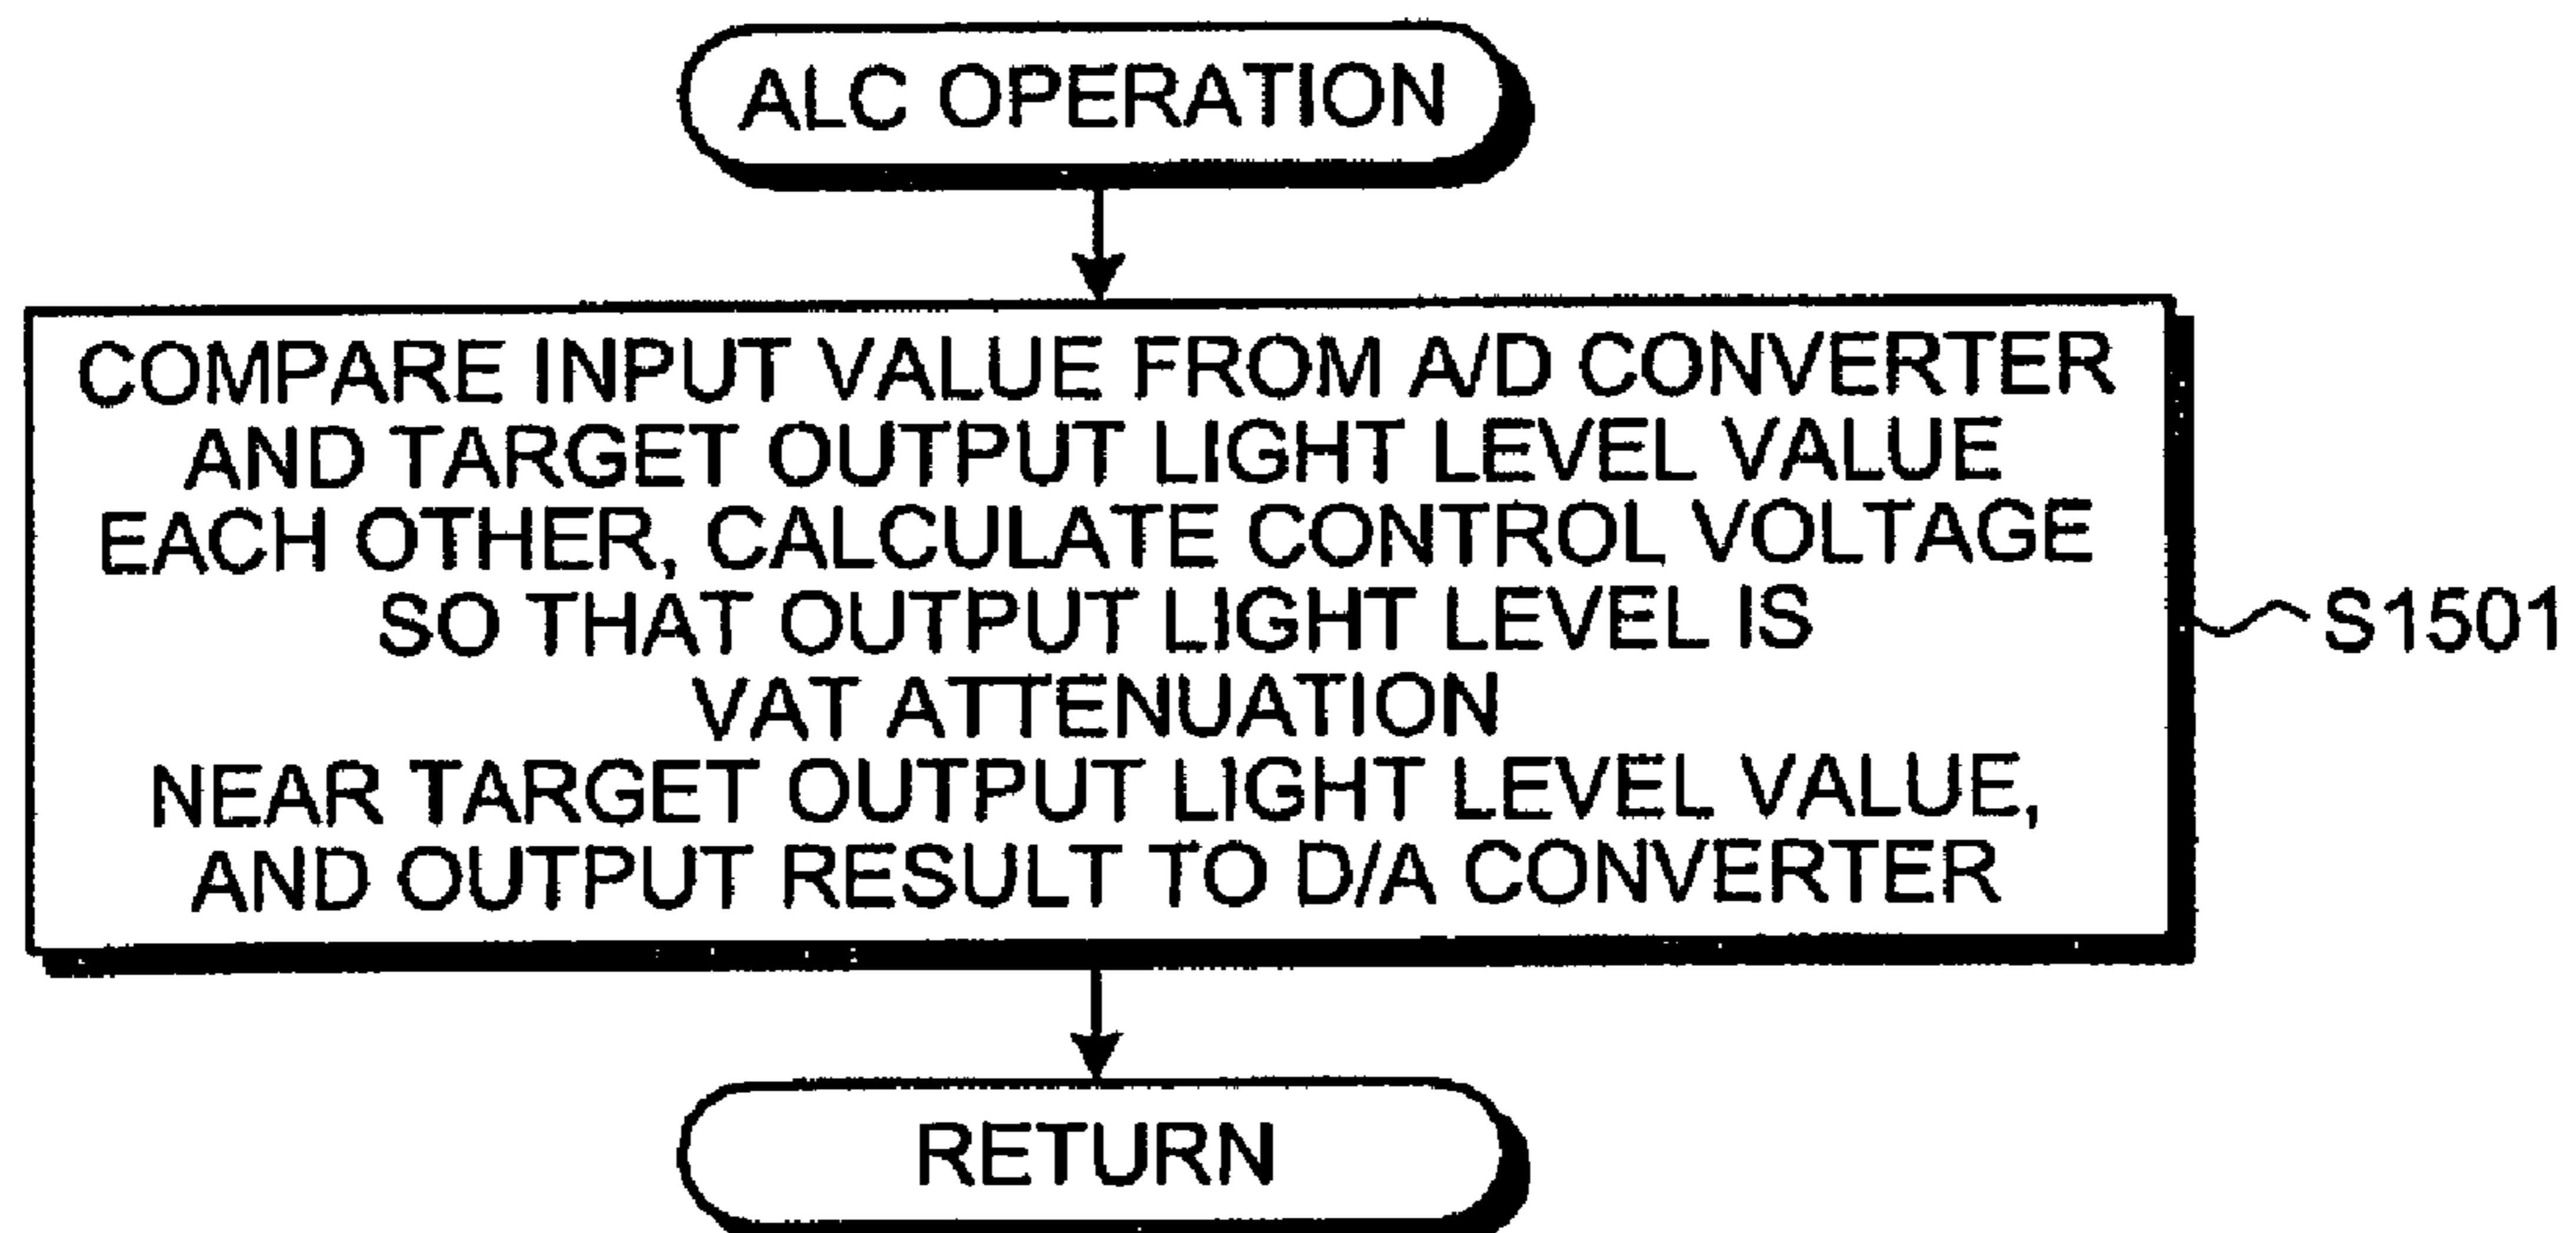 ALC OPERATION
COMPARE INPUT VALUE FROM A/D CONVERTER
AND TARGET OUTPUT LIGHT LEVEL VALUE
EACH OTHER, CALCULATE CONTROL VOLTAGE
SO THAT OUTPUT LIGHT LEVEL IS
VAT ATTENUATION
NEAR TARGET OUTPUT LIGHT LEVEL VALUE,
AND OUTPUT RESULT TO D/A CONVERTER
S1501
RETURN